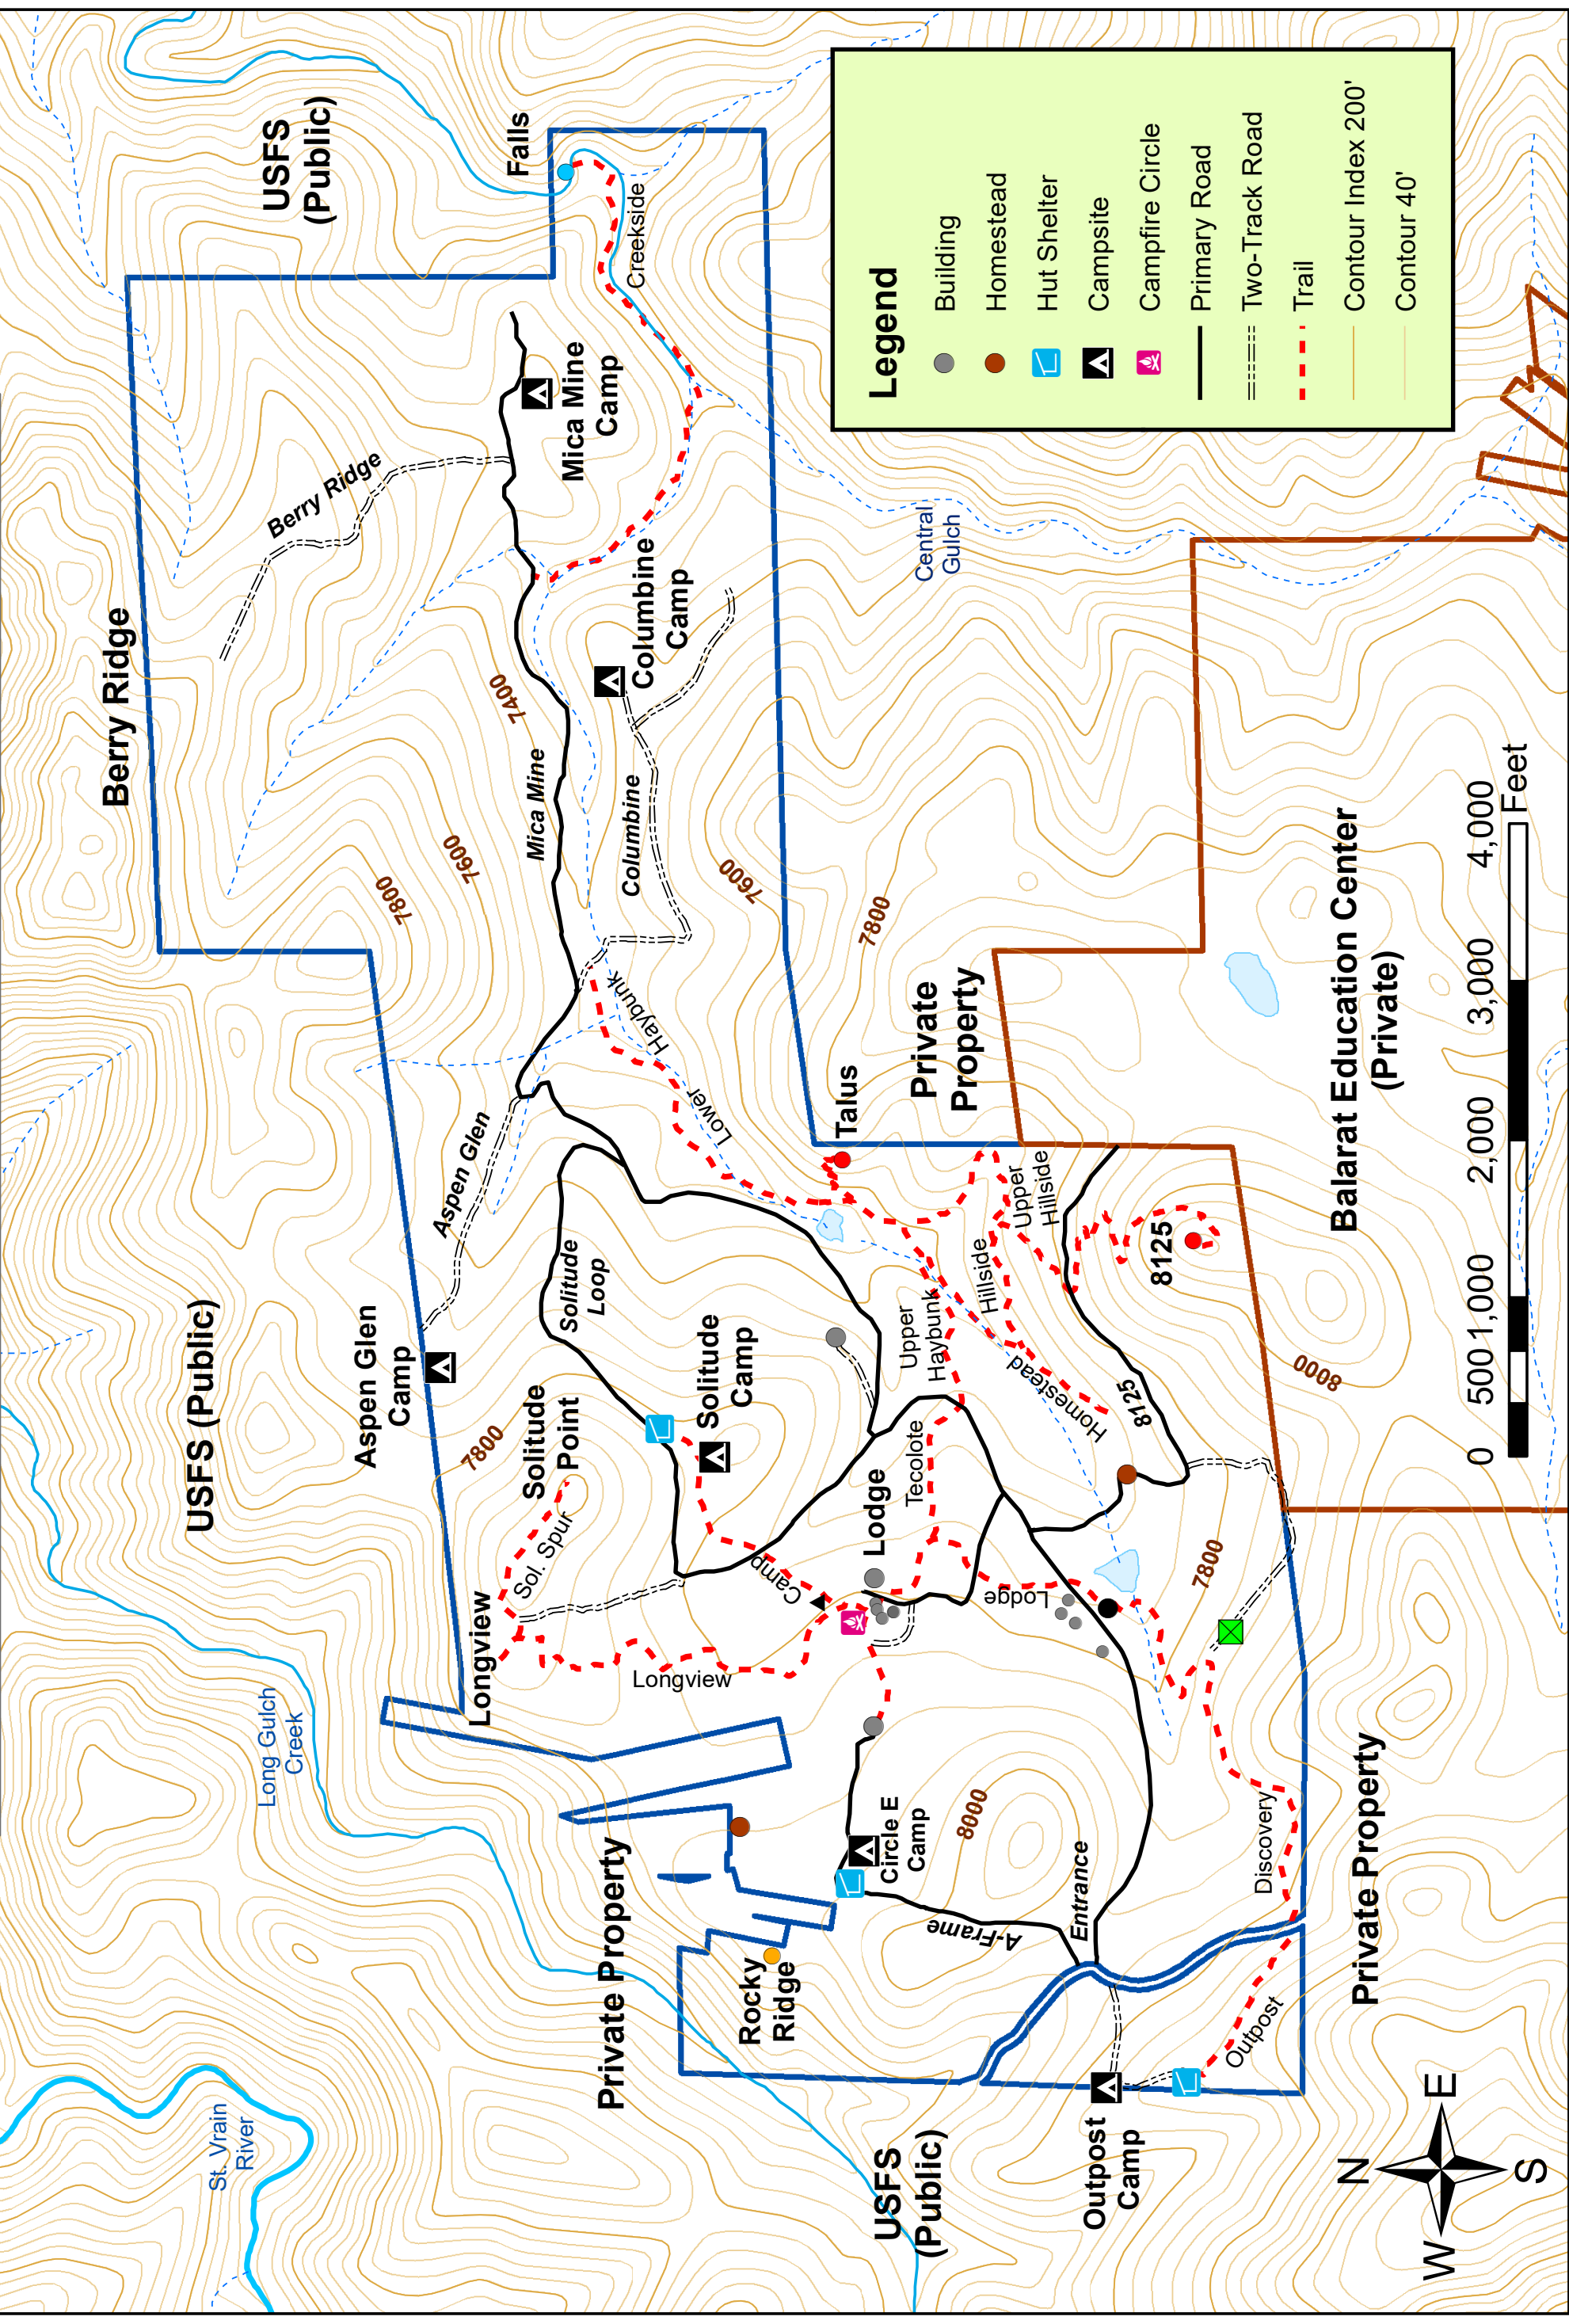 USFS
(Public)
Falls
Creekside
Mica Mine
Camp
Berry Ridge
Berry Ridge
7400
Columbine
Camp
Mica Mine
Columbine
7600
7800
7600
7800
Central
Gulch
Haybunk
Lower
Talus
Private
Property
Aspen Glen
USFS (Public)
Aspen Glen
Camp
Solitude
Loop
Solitude
Point
7800
Solitude
Camp
Sol. Spur
Longview
Longview
Camp
Lodge
Tecolote
Upper
Haybunk
Hillside
Upper
Hillside
Homestead
8125
8125
8000
Lodge
7800
Long Gulch
Creek
Private Property
Rocky
Ridge
Circle E
Camp
8000
A-Frame
Entrance
Discovery
Outpost
Private Property
St. Vrain
River
USFS
(Public)
Outpost
Camp
Balarat Education Center
(Private)
Legend
Building
Homestead
Hut Shelter
Campsite
Campfire Circle
Primary Road
Two-Track Road
Trail
Contour Index 200'
Contour 40'
0 500 1,000 2,000 3,000 4,000
Feet
N
W
E
S